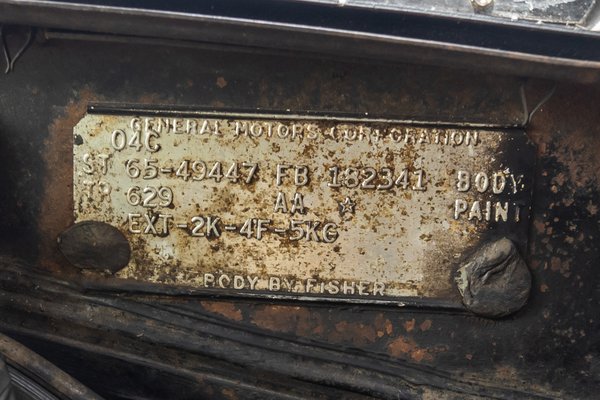 GENERAL MOTORS CORPORATION
04C
ST 65-49447 FB 182341 BODY
TR 629 AA ☆ PAINT
EXT-2K-4F-5KG
BODY BY FISHER